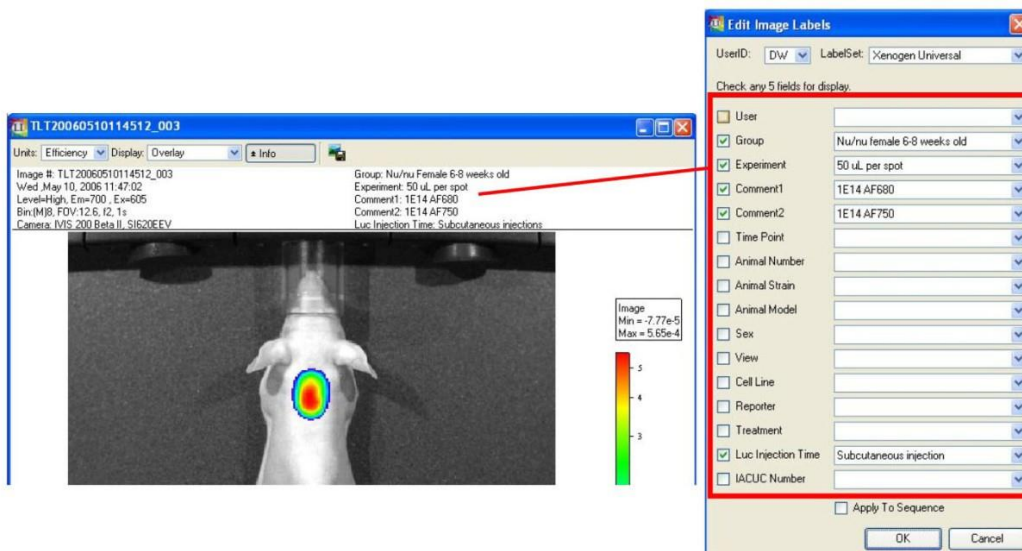 TLT20060510114512_003
Units: Efficiency Display: Overlay Info
Image #: TLT20060510114512_003
Wed ,May 10, 2006 11:47:02
Level=High, Em=700 , Ex=605
Bin:(M)8, FOV:12.6, f2, 1s
Camera: IVIS 200 Beta II, SI620EEV
Group: Nu/nu Female 6-8 weeks old
Experiment: 50 uL per spot
Comment1: 1E14 AF680
Comment2: 1E14 AF750
Luc Injection Time: Subcutaneous injections
Image
Min = -7.77e-5
Max = 5.65e-4
5
4
3
Edit Image Labels
UserID: DW LabelSet: Xenogen Universal
Check any 5 fields for display.
User
Group Nu/nu female 6-8 weeks old
Experiment 50 uL per spot
Comment1 1E14 AF680
Comment2 1E14 AF750
Time Point
Animal Number
Animal Strain
Animal Model
Sex
View
Cell Line
Reporter
Treatment
Luc Injection Time Subcutaneous injection
IACUC Number
Apply To Sequence
OK Cancel